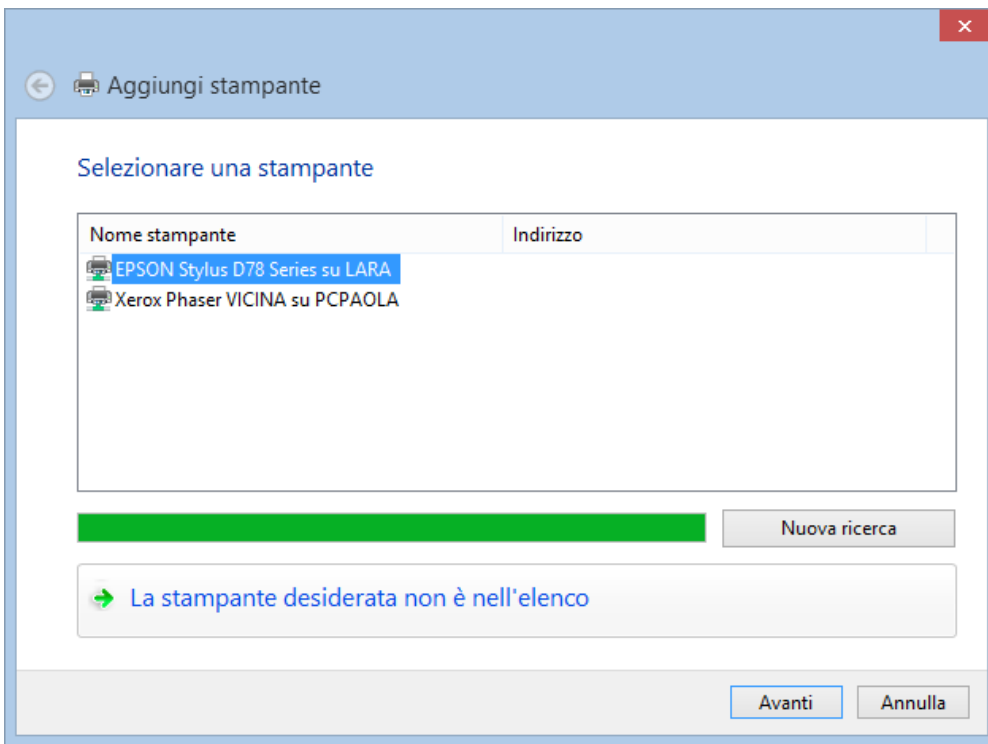 Aggiungi stampante
Selezionare una stampante
Nome stampante Indirizzo
EPSON Stylus D78 Series su LARA
Xerox Phaser VICINA su PCPAOLA
Nuova ricerca
La stampante desiderata non è nell'elenco
Avanti Annulla